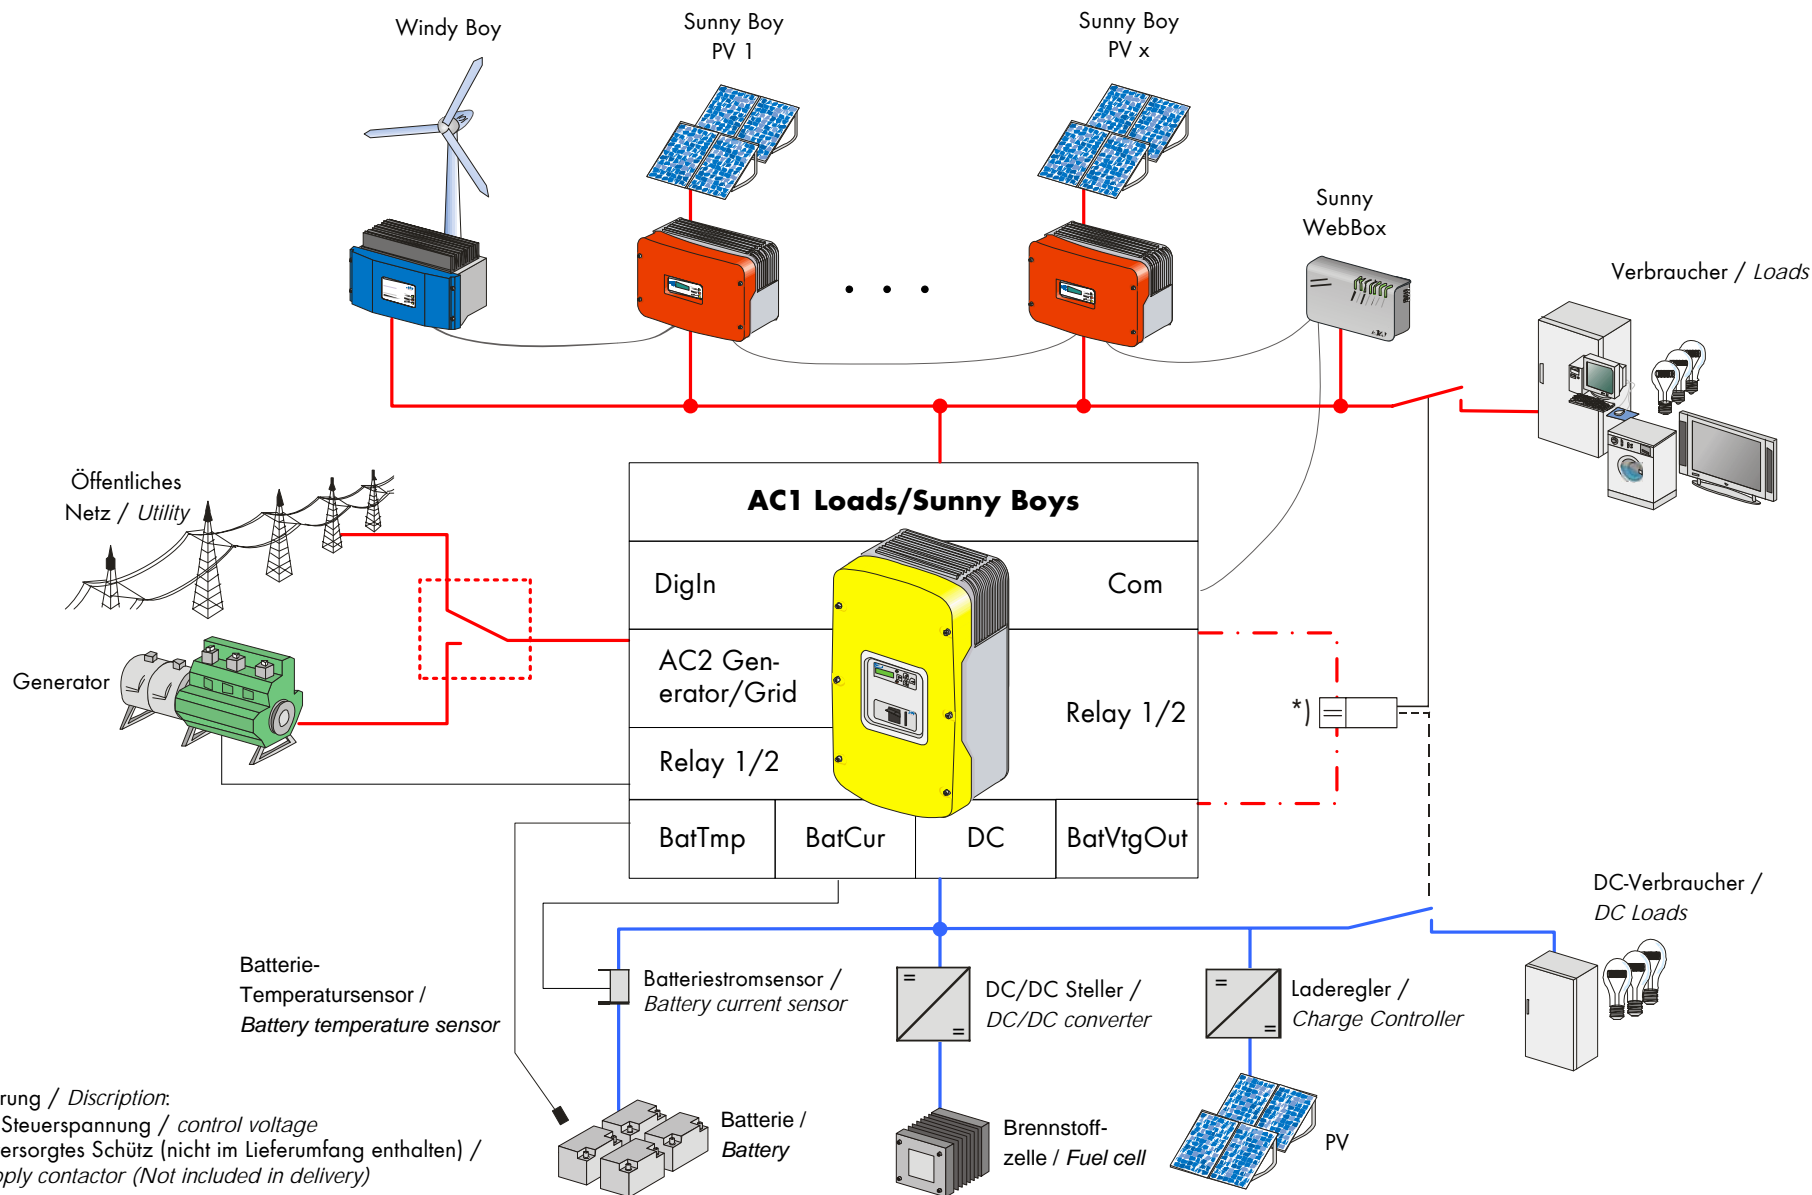 Windy Boy
Sunny Boy
PV 1
Sunny Boy
PV x
Sunny
WebBox
Verbraucher / Loads
Öffentliches
Netz / Utility
Generator
AC1 Loads/Sunny Boys
DigIn
Com
AC2 Gen-
erator/Grid
Relay 1/2
Relay 1/2
*)
BatTmp
BatCur
DC
BatVtgOut
DC-Verbraucher /
DC Loads
Batterie-
Temperatursensor /
Battery temperature sensor
Batteriestromsensor /
Battery current sensor
DC/DC Steller /
DC/DC converter
Laderegler /
Charge Controller
Batterie /
Battery
Brennstoff-
zelle / Fuel cell
PV
rung / Discription:
Steuerspannung / control voltage
ersorgtes Schütz (nicht im Lieferumfang enthalten) /
pply contactor (Not included in delivery)